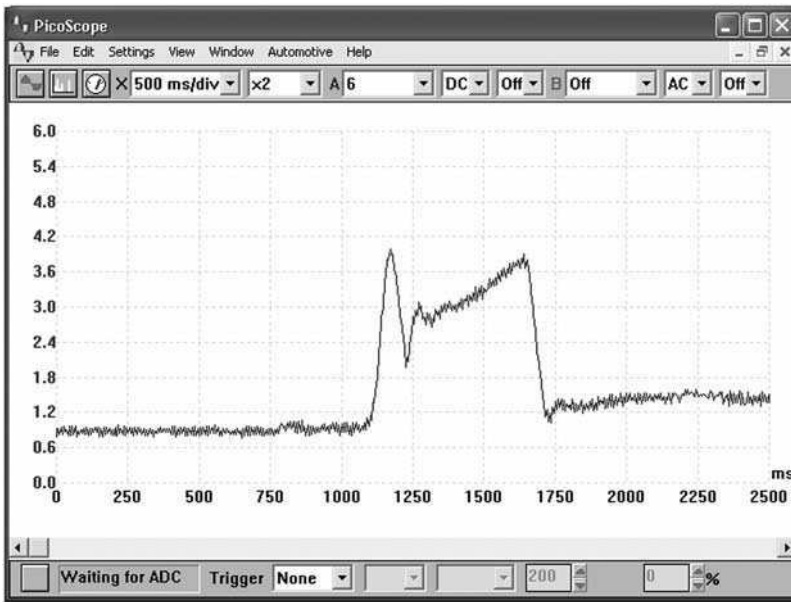 PicoScope
File Edit Settings View Window Automotive Help
X 500 ms/div x2 A 6 DC Off B Off AC Off
6.0
5.4
4.8
4.2
3.6
3.0
2.4
1.8
1.2
0.6
0.0
ms
0 250 500 750 1000 1250 1500 1750 2000 2250 2500
Waiting for ADC Trigger None 200 0 %